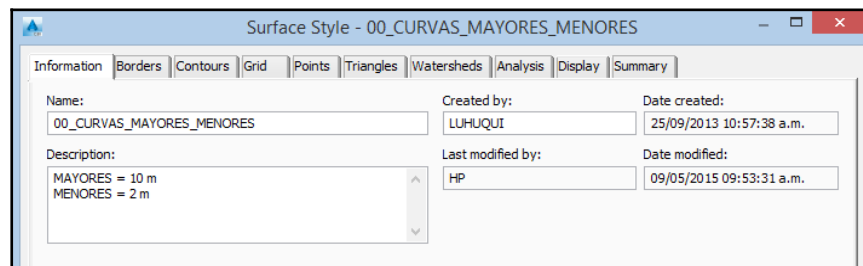 Surface Style - 00_CURVAS_MAYORES_MENORES
Information Borders Contours Grid Points Triangles Watersheds Analysis Display Summary
Name: Created by: Date created:
00_CURVAS_MAYORES_MENORES LUHUQUI 25/09/2013 10:57:38 a.m.
Description: Last modified by: Date modified:
MAYORES = 10 m HP 09/05/2015 09:53:31 a.m.
MENORES = 2 m